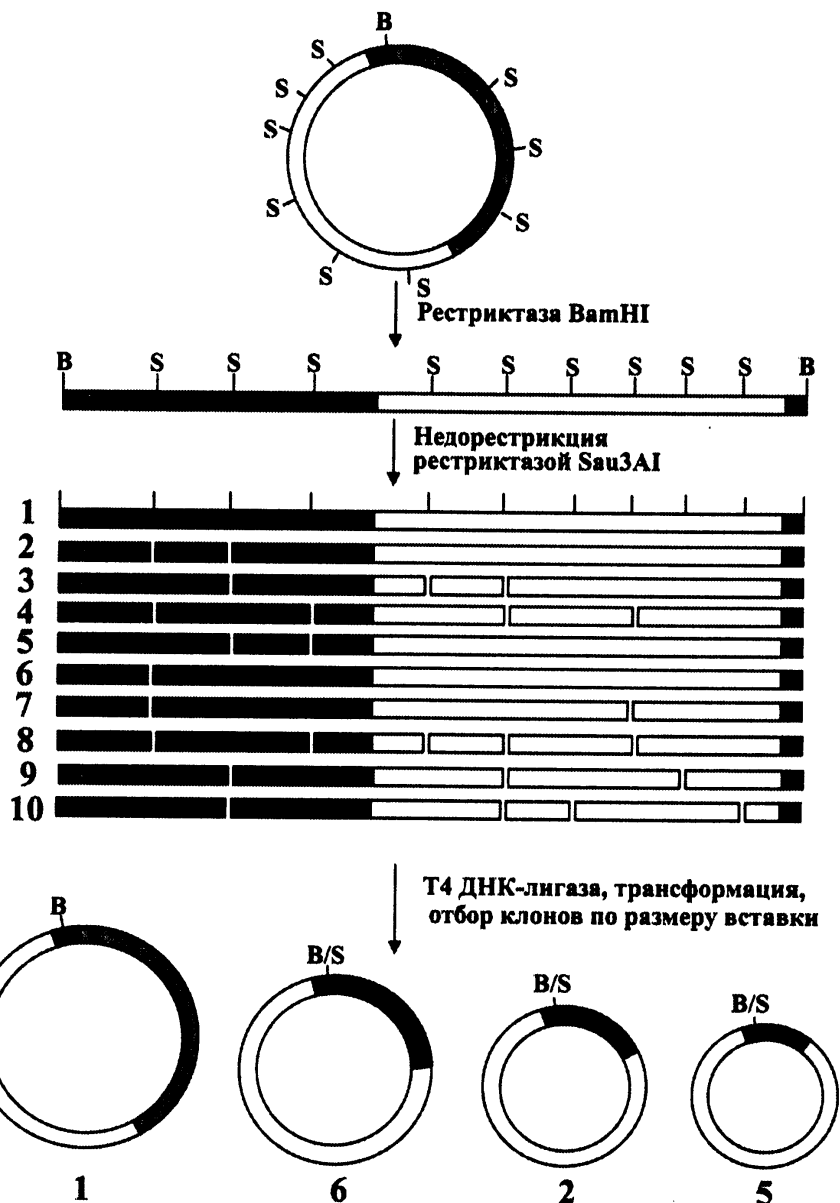 B
S
S
S
S
S
S
S
S
S
Рестриктаза BamHI
B S S S S S S S S S B
Недорестрикция
рестриктазой Sau3AI
1
2
3
4
5
6
7
8
9
10
Т4 ДНК-лигаза, трансформация,
отбор клонов по размеру вставки
B
B/S
B/S
B/S
1
6
2
5